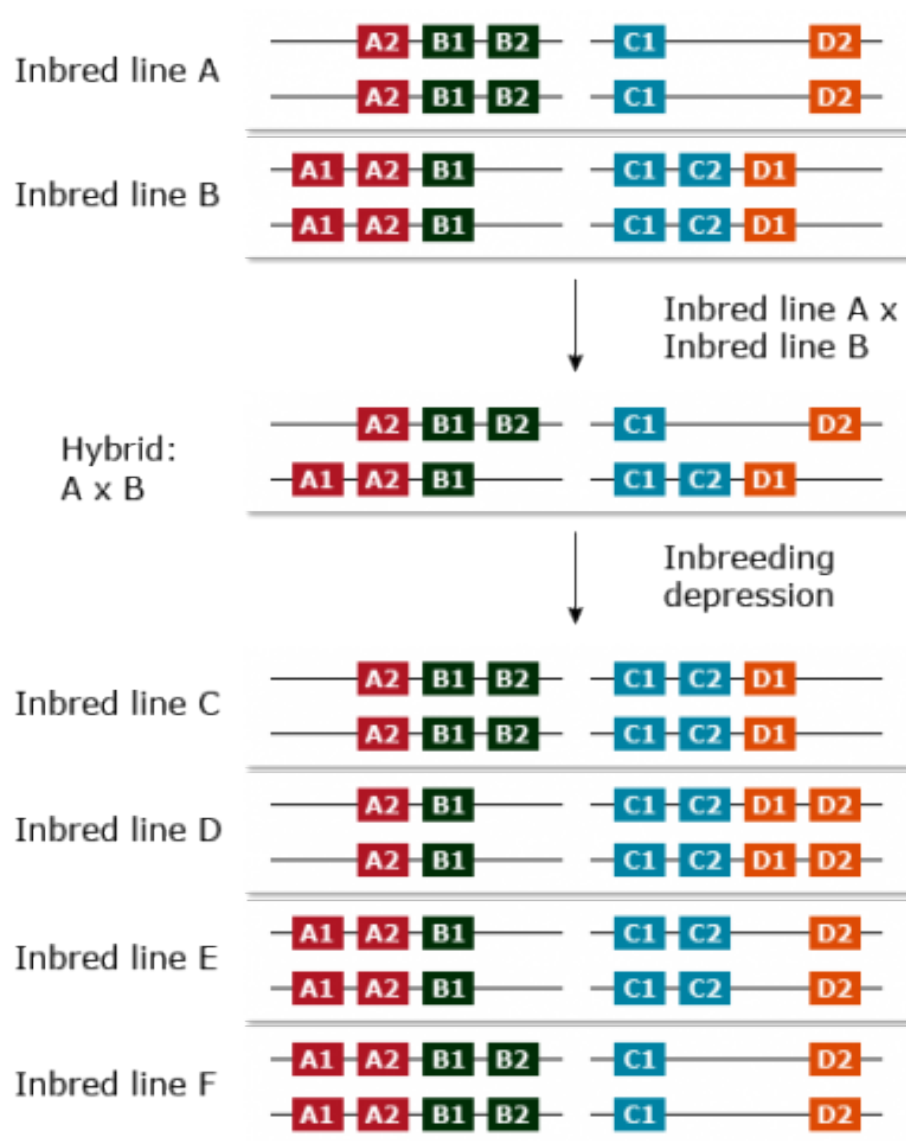 A2 B1 B2 C1 D2
Inbred line A
A2 B1 B2 C1 D2
A1 A2 B1 C1 C2 D1
Inbred line B
A1 A2 B1 C1 C2 D1
Inbred line A x
Inbred line B
A2 B1 B2 C1 D2
Hybrid:
A x B
A1 A2 B1 C1 C2 D1
Inbreeding
depression
A2 B1 B2 C1 C2 D1
Inbred line C
A2 B1 B2 C1 C2 D1
A2 B1 C1 C2 D1 D2
Inbred line D
A2 B1 C1 C2 D1 D2
A1 A2 B1 C1 C2 D2
Inbred line E
A1 A2 B1 C1 C2 D2
A1 A2 B1 B2 C1 D2
Inbred line F
A1 A2 B1 B2 C1 D2